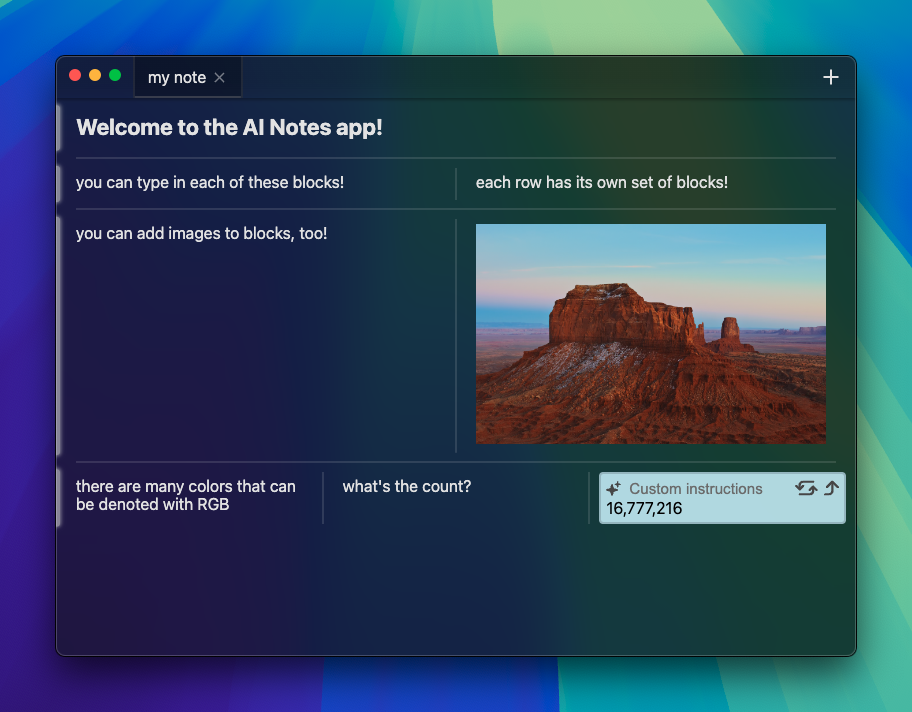 my note
Welcome to the AI Notes app!
you can type in each of these blocks!
each row has its own set of blocks!
you can add images to blocks, too!
there are many colors that can
be denoted with RGB
what's the count?
Custom instructions
16,777,216